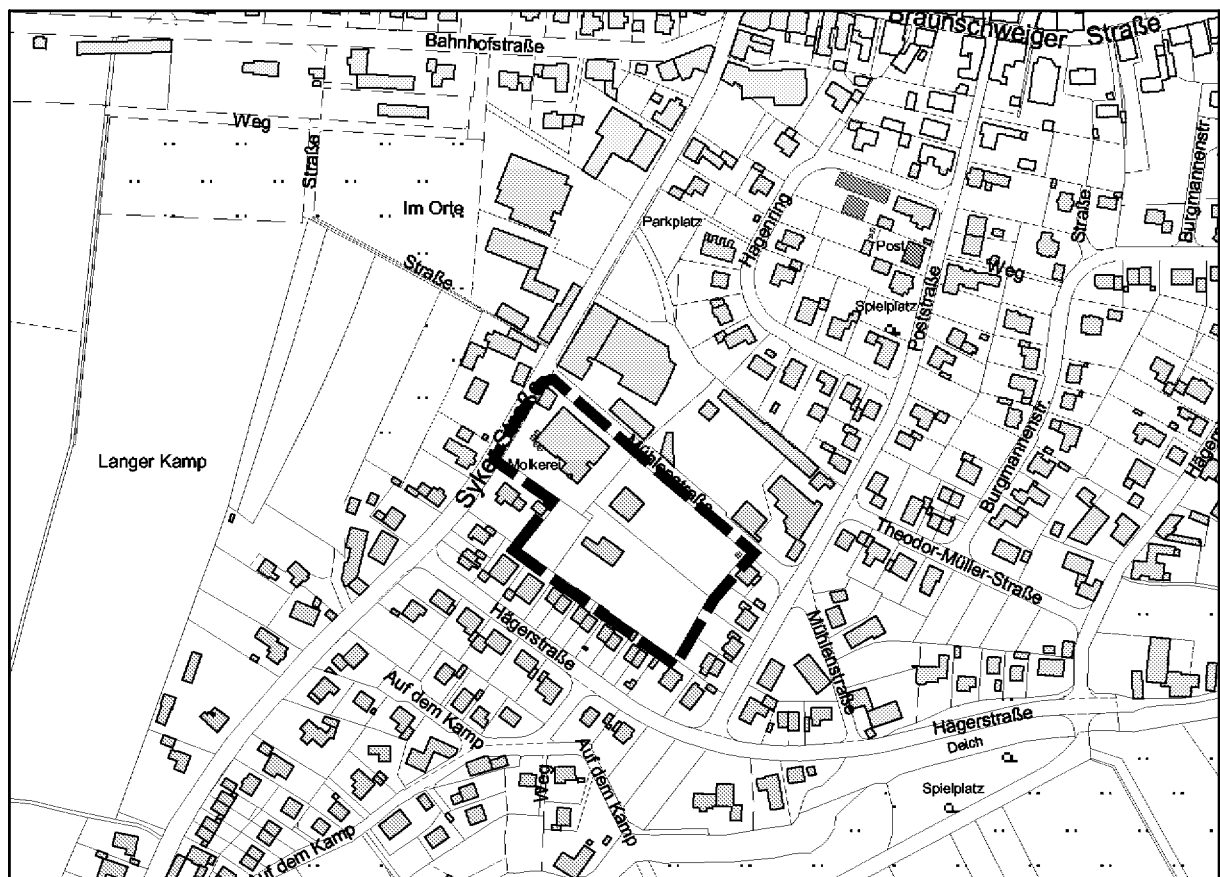 Braunschweiger Straße
Bahnhofstraße
Weg
Straße
Im Orte
Straße
Parkplatz
Hagenring
Post
Spielplatz
Poststraße
Weg
Straße
Burgmannenstr
Langer Kamp
Molkerei
Mühlenstraße
Burgmannenstr
Theodor-Müller-Straße
Hägerstraße
Mühlenstraße
Auf dem Kamp
Hägerstraße
Deich
Weg
Auf dem Kamp
Spielplatz
Auf dem Kamp